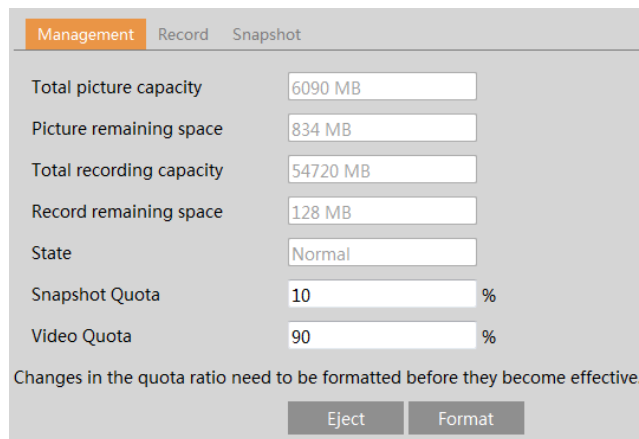 Management Record Snapshot
Total picture capacity 6090 MB
Picture remaining space 834 MB
Total recording capacity 54720 MB
Record remaining space 128 MB
State Normal
Snapshot Quota 10 %
Video Quota 90 %
Changes in the quota ratio need to be formatted before they become effective.
Eject Format